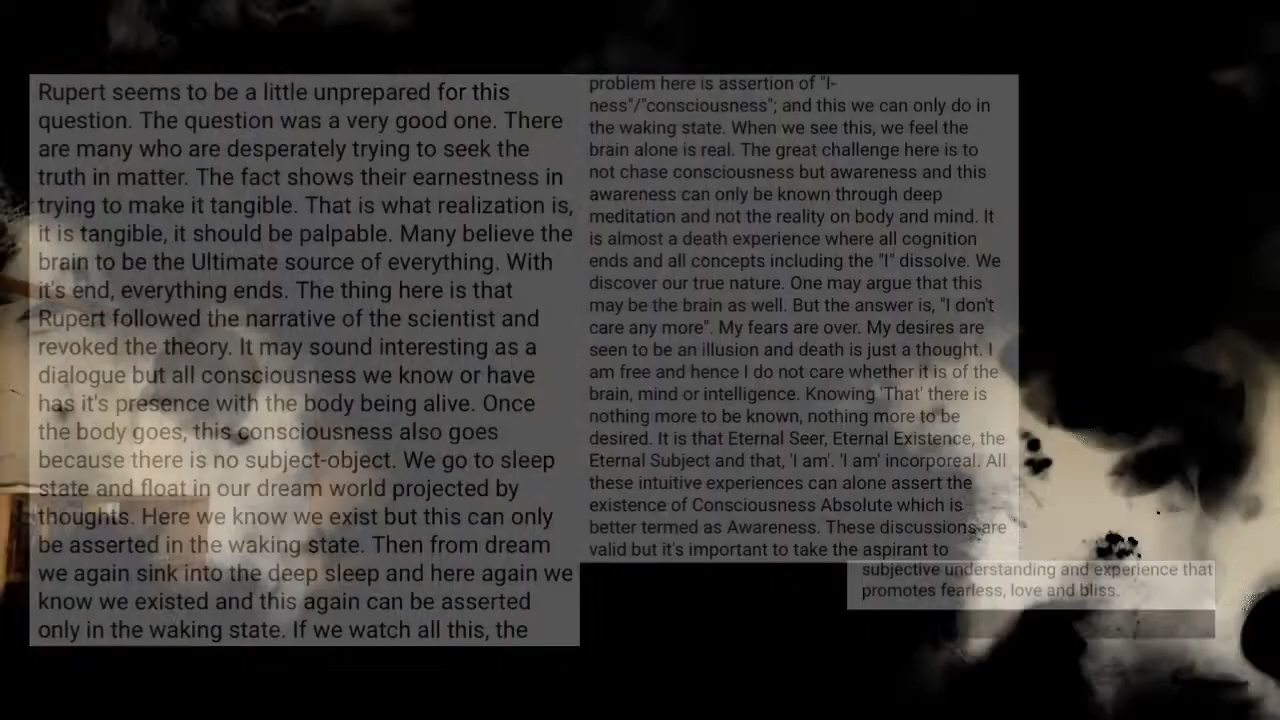 Rupert seems to be a little unprepared for this
question. The question was a very good one. There
are many who are desperately trying to seek the
truth in matter. The fact shows their earnestness in
trying to make it tangible. That is what realization is,
it is tangible, it should be palpable. Many believe the
brain to be the Ultimate source of everything. With
it's end, everything ends. The thing here is that
Rupert followed the narrative of the scientist and
revoked the theory. It may sound interesting as a
dialogue but all consciousness we know or have
has it's presence with the body being alive. Once
the body goes, this consciousness also goes
because there is no subject-object. We go to sleep
state and float in our dream world projected by
thoughts. Here we know we exist but this can only
be asserted in the waking state. Then from dream
we again sink into the deep sleep and here again we
know we existed and this again can be asserted
only in the waking state. If we watch all this, the
problem here is assertion of "I-
ness"/"consciousness"; and this we can only do in
the waking state. When we see this, we feel the
brain alone is real. The great challenge here is to
not chase consciousness but awareness and this
awareness can only be known through deep
meditation and not the reality on body and mind. It
is almost a death experience where all cognition
ends and all concepts including the "I" dissolve. We
discover our true nature. One may argue that this
may be the brain as well. But the answer is, "I don't
care any more". My fears are over. My desires are
seen to be an illusion and death is just a thought. I
am free and hence I do not care whether it is of the
brain, mind or intelligence. Knowing 'That' there is
nothing more to be known, nothing more to be
desired. It is that Eternal Seer, Eternal Existence, the
Eternal Subject and that, 'I am'. 'I am' incorporeal. All
these intuitive experiences can alone assert the
existence of Consciousness Absolute which is
better termed as Awareness. These discussions are
valid but it's important to take the aspirant to
subjective understanding and experience that
promotes fearless, love and bliss.